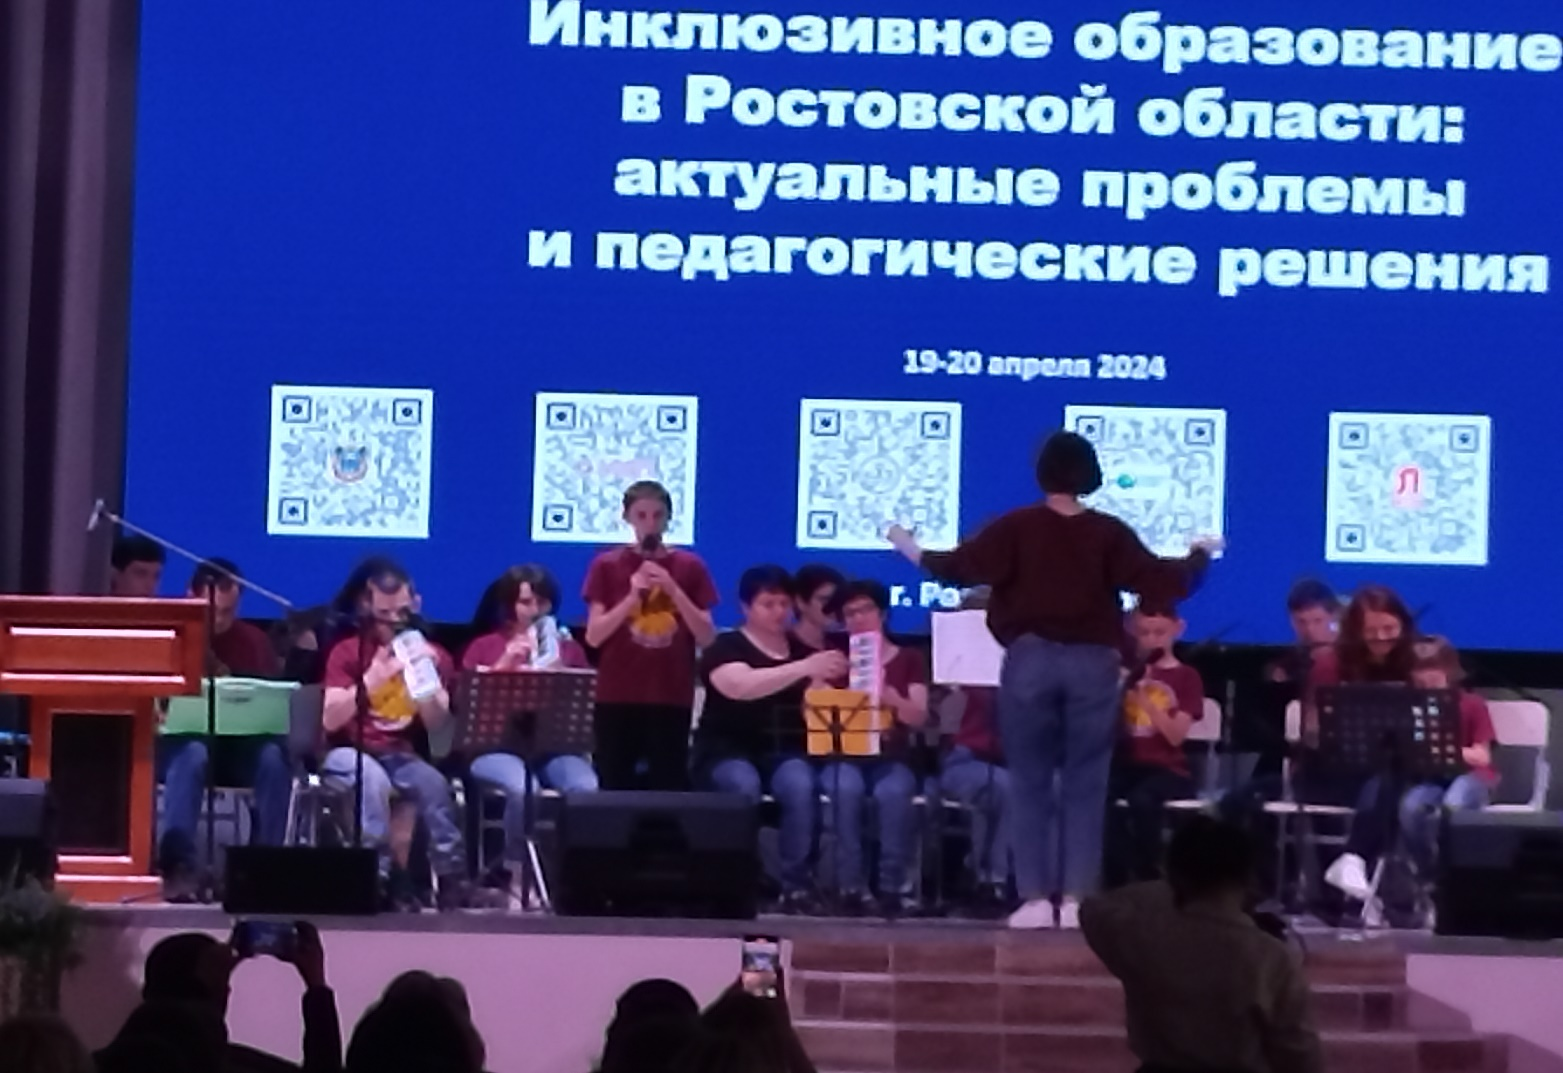 Инклюзивное образование
в Ростовской области:
актуальные проблемы
и педагогические решения
19-20 апреля 2024
г.
Л